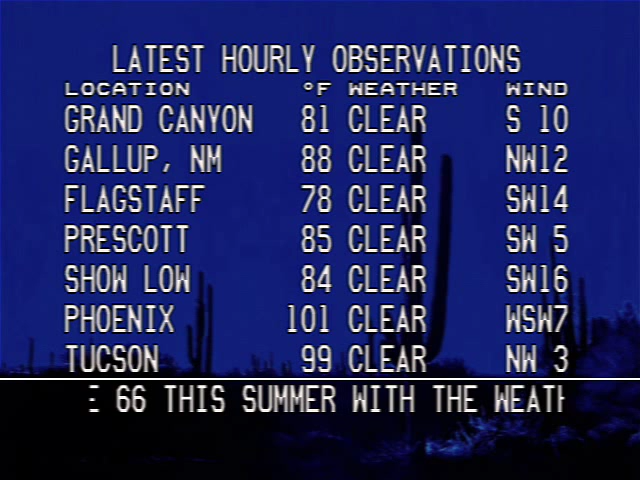 LATEST HOURLY OBSERVATIONS
LOCATION °F WEATHER WIND
GRAND CANYON 81 CLEAR S 10
GALLUP, NM 88 CLEAR NW12
FLAGSTAFF 78 CLEAR SW14
PRESCOTT 85 CLEAR SW 5
SHOW LOW 84 CLEAR SW16
PHOENIX 101 CLEAR WSW7
TUCSON 99 CLEAR NW 3
66 THIS SUMMER WITH THE